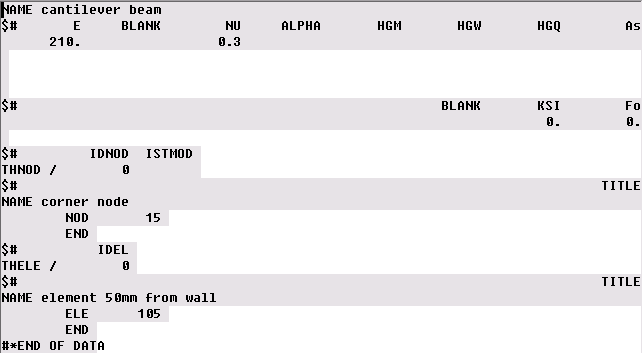 NAME cantilever beam
$# E BLANK NU ALPHA HGM HGW HGQ As
210. 0.3
$# BLANK KSI Fo
0. 0.
$# IDNOD ISTMOD
THNOD / 0
$# TITLE
NAME corner node
NOD 15
END
$# IDEL
THELE / 0
$# TITLE
NAME element 50mm from wall
ELE 105
END
#*END OF DATA